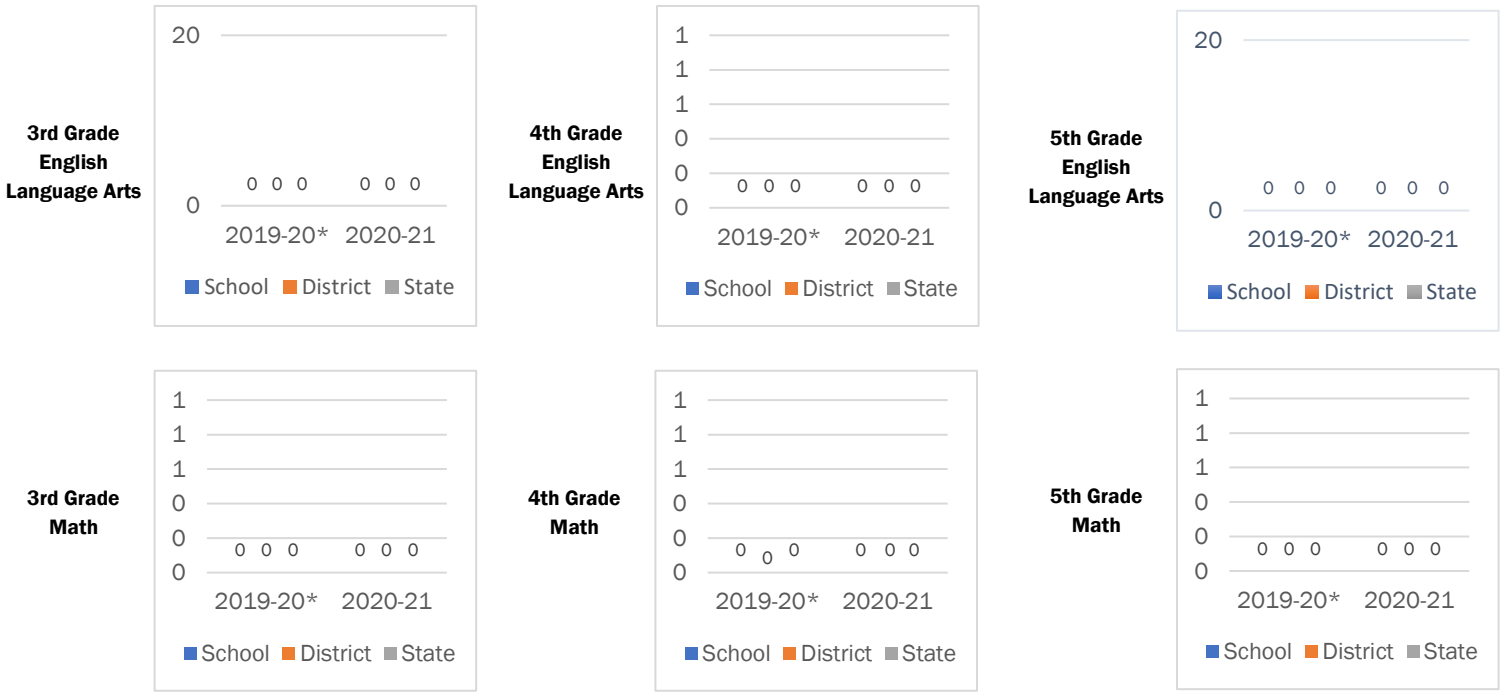 3rd Grade
English
Language Arts
20
0
0 0 0 0 0 0
2019-20* 2020-21
School District State
4th Grade
English
Language Arts
1
1
1
0
0
0
0 0 0 0 0 0
2019-20* 2020-21
School District State
5th Grade
English
Language Arts
20
0
0 0 0 0 0 0
2019-20* 2020-21
School District State
3rd Grade
Math
1
1
1
0
0
0
0 0 0 0 0 0
2019-20* 2020-21
School District State
4th Grade
Math
1
1
1
0
0
0
0 0 0 0 0 0
2019-20* 2020-21
School District State
5th Grade
Math
1
1
1
0
0
0
0 0 0 0 0 0
2019-20* 2020-21
School District State